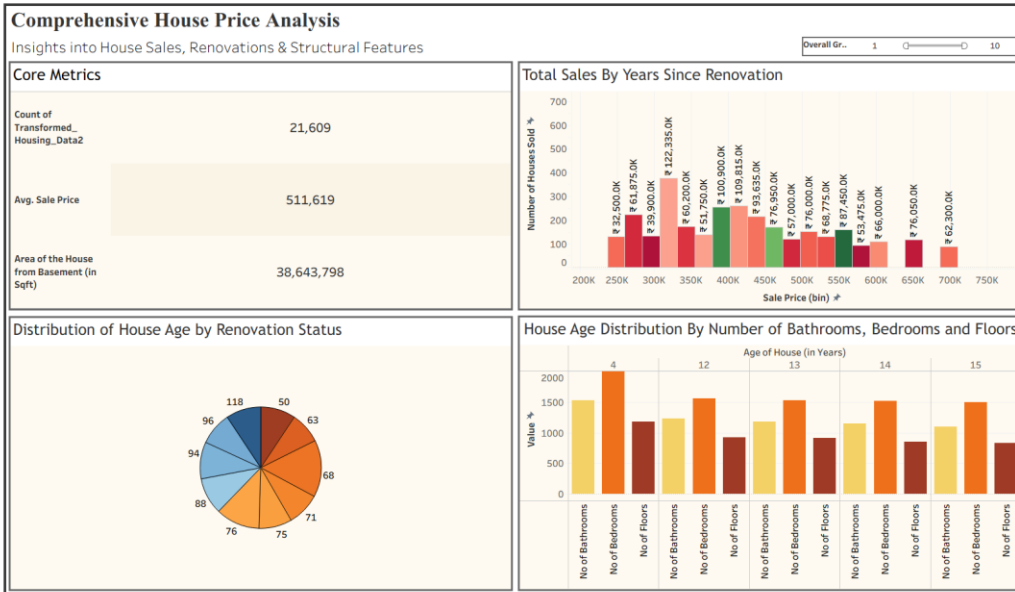 Comprehensive House Price Analysis
Insights into House Sales, Renovations & Structural Features
Overall Gr.. 1 10
Core Metrics
Count of
Transformed_
Housing_Data2
21,609
Avg. Sale Price
511,619
Area of the House
from Basement (in
Sqft)
38,643,798
Total Sales By Years Since Renovation
Number of Houses Sold
700
600
500
400
300
200
100
0
₹ 32,500.0K
₹ 61,875.0K
₹ 39,900.0K
₹ 122,335.0K
₹ 60,200.0K
₹ 51,750.0K
₹ 100,900.0K
₹ 109,815.0K
₹ 93,635.0K
₹ 76,950.0K
₹ 57,000.0K
₹ 76,000.0K
₹ 68,775.0K
₹ 87,450.0K
₹ 53,475.0K
₹ 66,000.0K
₹ 76,050.0K
₹ 62,300.0K
200K 250K 300K 350K 400K 450K 500K 550K 600K 650K 700K 750K
Sale Price (bin)
Distribution of House Age by Renovation Status
118
50
96
63
94
68
88
71
76
75
House Age Distribution By Number of Bathrooms, Bedrooms and Floors
Age of House (in Years)
4 12 13 14 15
Value
2000
1500
1000
500
0
No of Bathrooms
No of Bedrooms
No of Floors
No of Bathrooms
No of Bedrooms
No of Floors
No of Bathrooms
No of Bedrooms
No of Floors
No of Bathrooms
No of Bedrooms
No of Floors
No of Bathrooms
No of Bedrooms
No of Floors